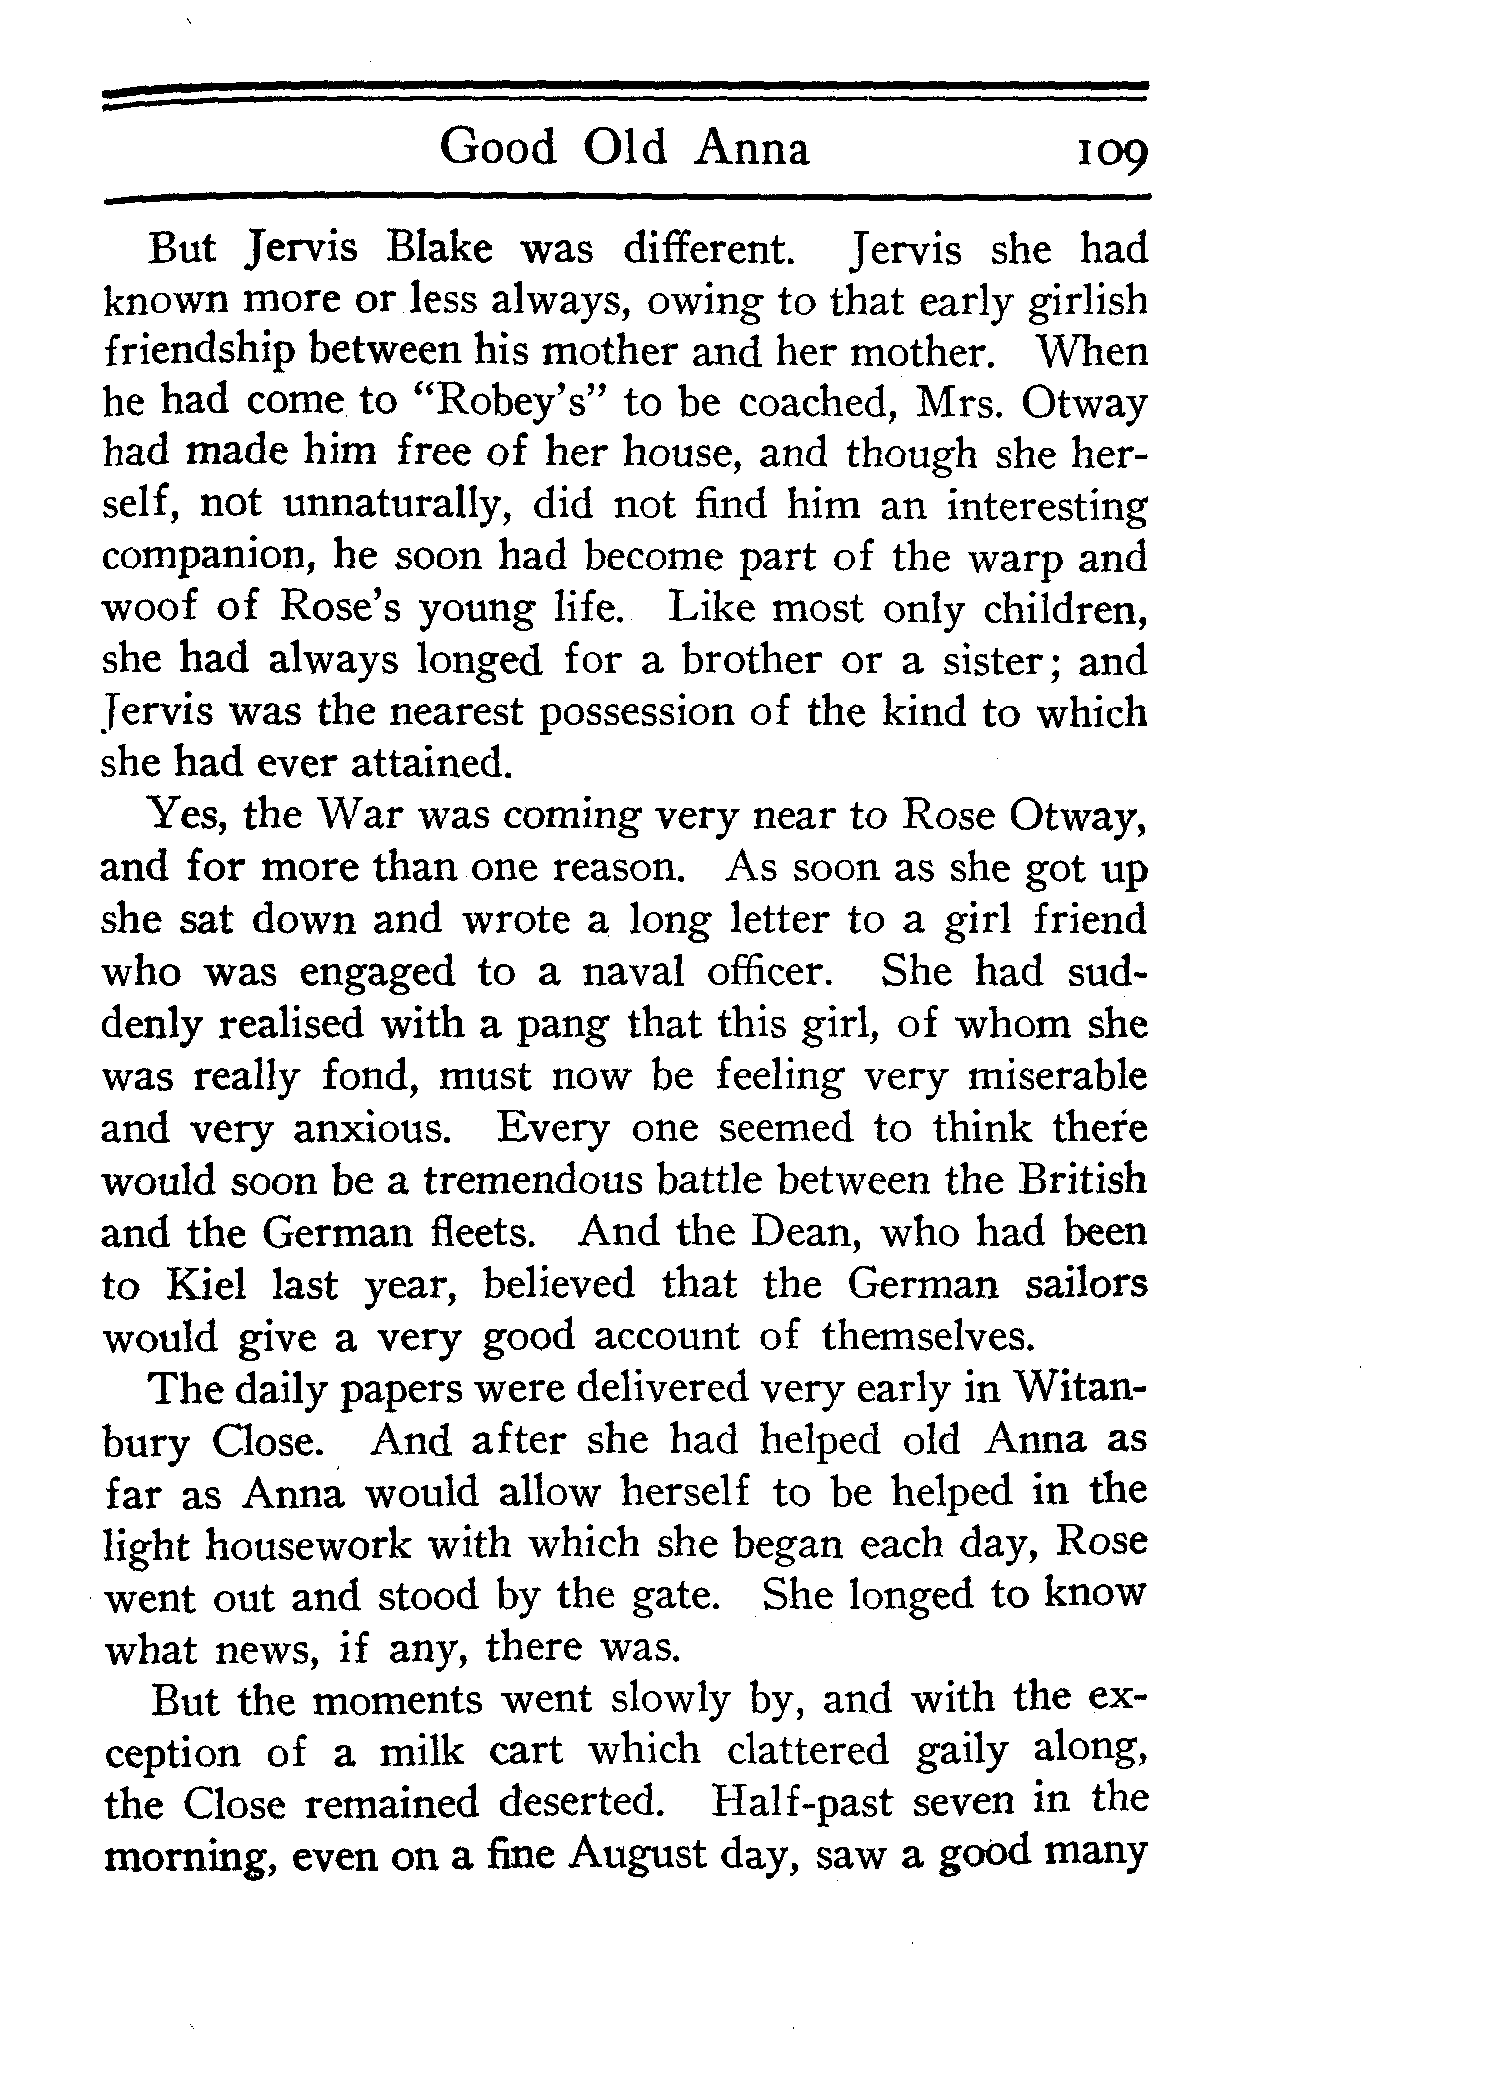 Good Old Anna 109
But Jervis Blake was different. Jervis she had
known more or less always, owing to that early girlish
friendship between his mother and her mother. When
he had come to “Robey’s” to be coached, Mrs. Otway
had made him free of her house, and though she her-
self, not unnaturally, did not find him an interesting
companion, he soon had become part of the warp and
woof of Rose’s young life. Like most only children,
she had always longed for a brother or a sister; and
Jervis was the nearest possession of the kind to which
she had ever attained.
Yes, the War was coming very near to Rose Otway,
and for more than one reason. As soon as she got up
she sat down and wrote a long letter to a girl friend
who was engaged to a naval officer. She had sud-
denly realised with a pang that this girl, of whom she
was really fond, must now be feeling very miserable
and very anxious. Every one seemed to think there
would soon be a tremendous battle between the British
and the German fleets. And the Dean, who had been
to Kiel last year, believed that the German sailors
would give a very good account of themselves.
The daily papers were delivered very early in Witan-
bury Close. And after she had helped old Anna as
far as Anna would allow herself to be helped in the
light housework with which she began each day, Rose
went out and stood by the gate. She longed to know
what news, if any, there was.
But the moments went slowly by, and with the ex-
ception of a milk cart which clattered gaily along,
the Close remained deserted. Half-past seven in the
morning, even on a fine August day, saw a good many